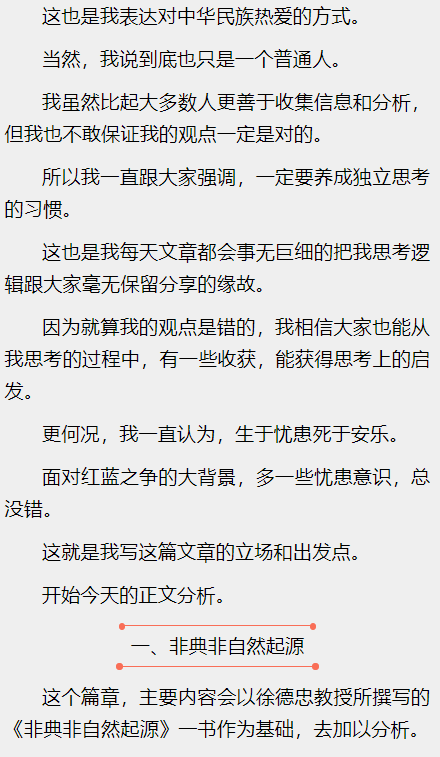 这也是我表达对中华民族热爱的方式。
当然，我说到底也只是一个普通人。
我虽然比起大多数人更善于收集信息和分析，
但我也不敢保证我的观点一定是对的。
所以我一直跟大家强调，一定要养成独立思考
的习惯。
这也是我每天文章都会事无巨细的把我思考逻
辑跟大家毫无保留分享的缘故。
因为就算我的观点是错的，我相信大家也能从
我思考的过程中，有一些收获，能获得思考上的启
发。
更何况，我一直认为，生于忧患死于安乐。
面对红蓝之争的大背景，多一些忧患意识，总
没错。
这就是我写这篇文章的立场和出发点。
开始今天的正文分析。
一、非典非自然起源
这个篇章，主要内容会以徐德忠教授所撰写的
《非典非自然起源》一书作为基础，去加以分析。